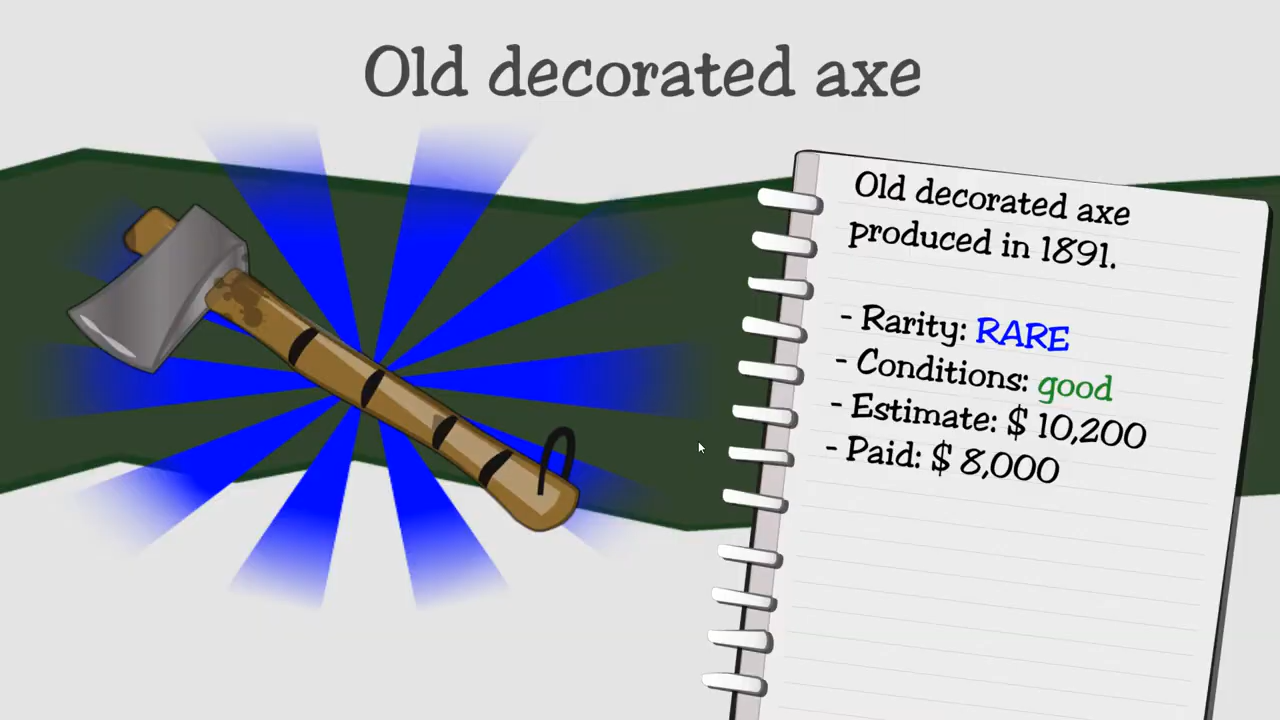 Old decorated axe
Old decorated axe
produced in 1891.
- Rarity: RARE
- Conditions: good
- Estimate: $ 10,200
- Paid: $ 8,000